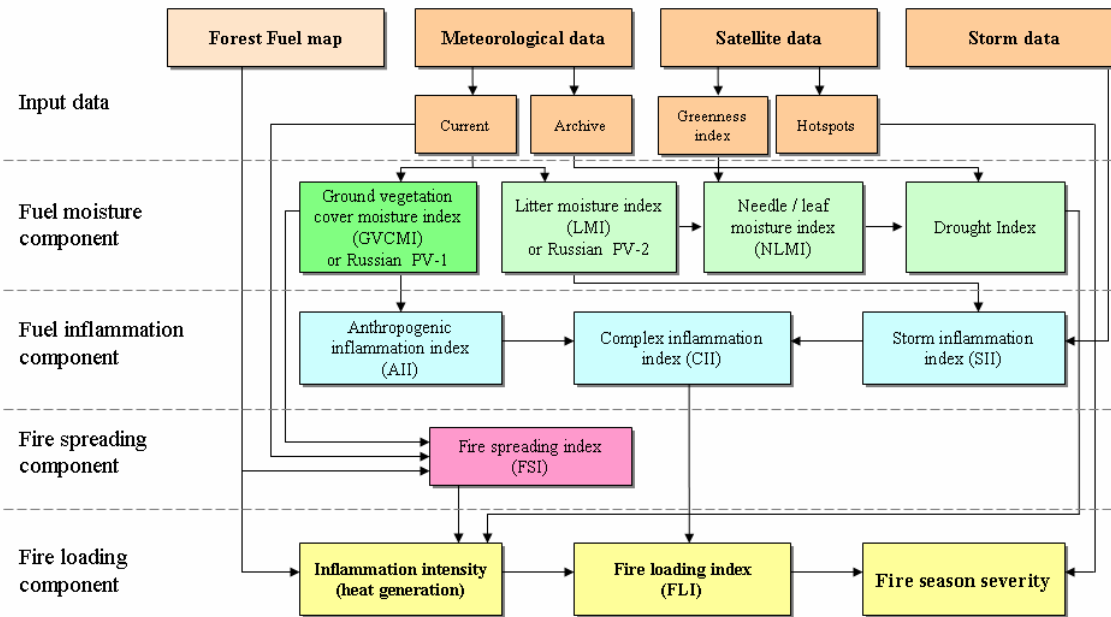 Forest Fuel map
Meteorological data
Satellite data
Storm data
Input data
Current
Archive
Greenness
index
Hotspots
Fuel moisture
component
Ground vegetation
cover moisture index
(GVCMI)
or Russian PV-1
Litter moisture index
(LMI)
or Russian PV-2
Needle / leaf
moisture index
(NLMI)
Drought Index
Fuel inflammation
component
Anthropogenic
inflammation index
(AII)
Complex inflammation
index (CII)
Storm inflammation
index (SII)
Fire spreading
component
Fire spreading index
(FSI)
Fire loading
component
Inflammation intensity
(heat generation)
Fire loading index
(FLI)
Fire season severity